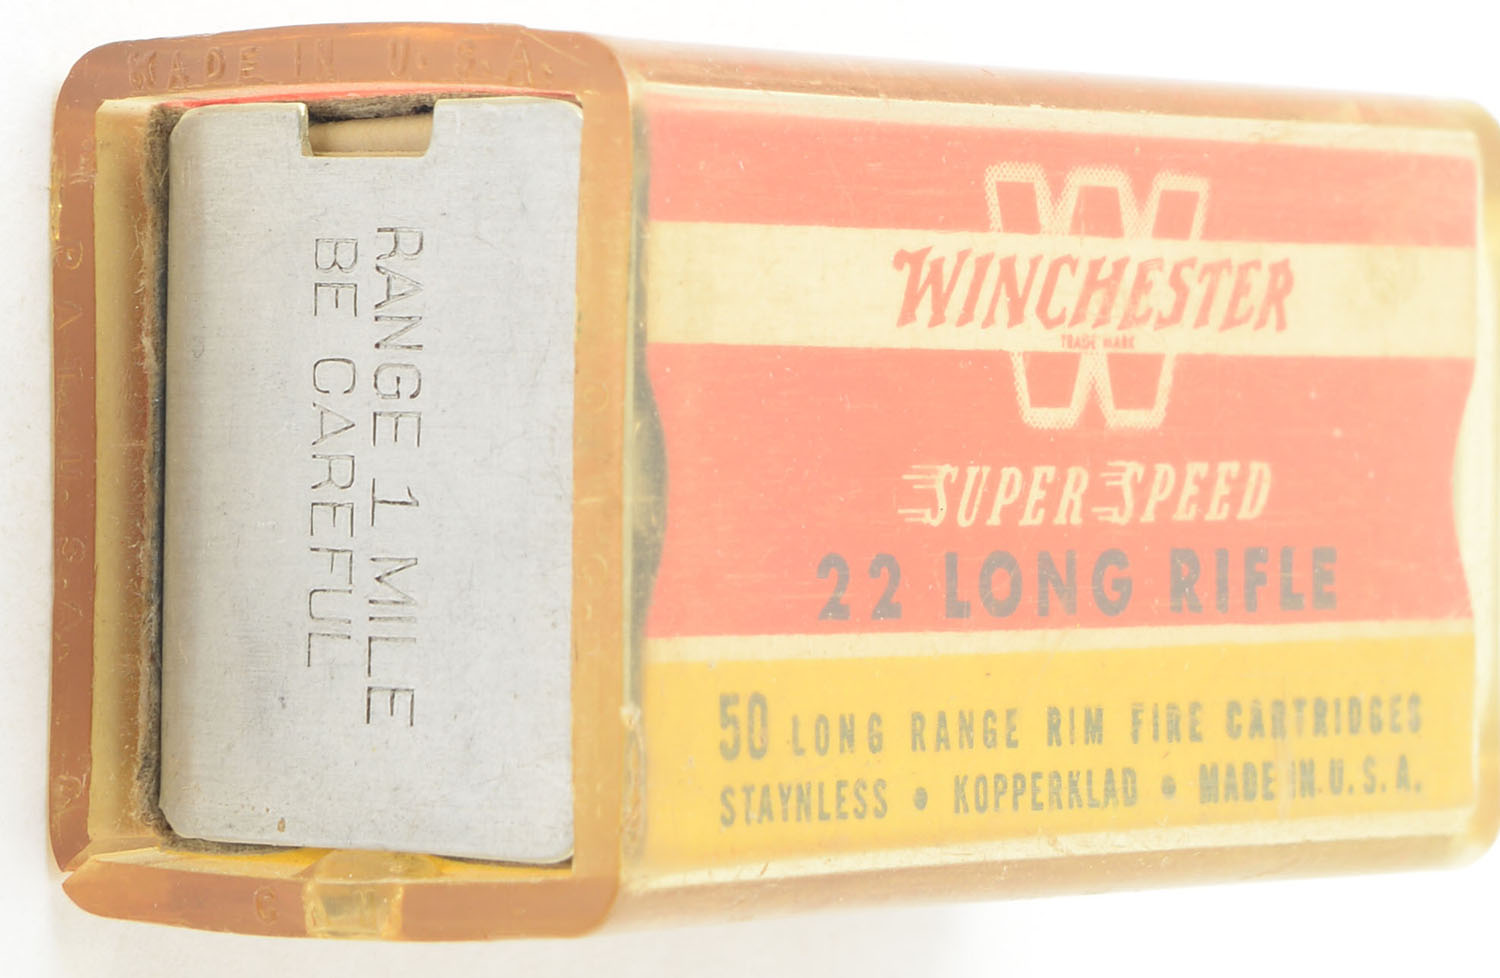 MADE IN U.S.A.
RANGE 1 MILE
BE CAREFUL
W
WINCHESTER
TRADE MARK
SUPER SPEED
22 LONG RIFLE
50 LONG RANGE RIM FIRE CARTRIDGES
STAYNLESS • KOPPERKLAD • MADE IN U.S.A.